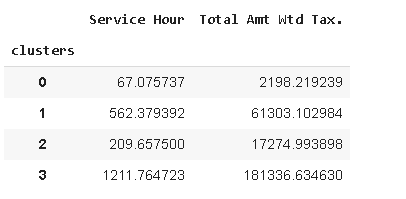 Service Hour Total Amt Wtd Tax.
clusters
0 67.075737 2198.219239
1 562.379392 61303.102984
2 209.657500 17274.993898
3 1211.764723 181336.634630